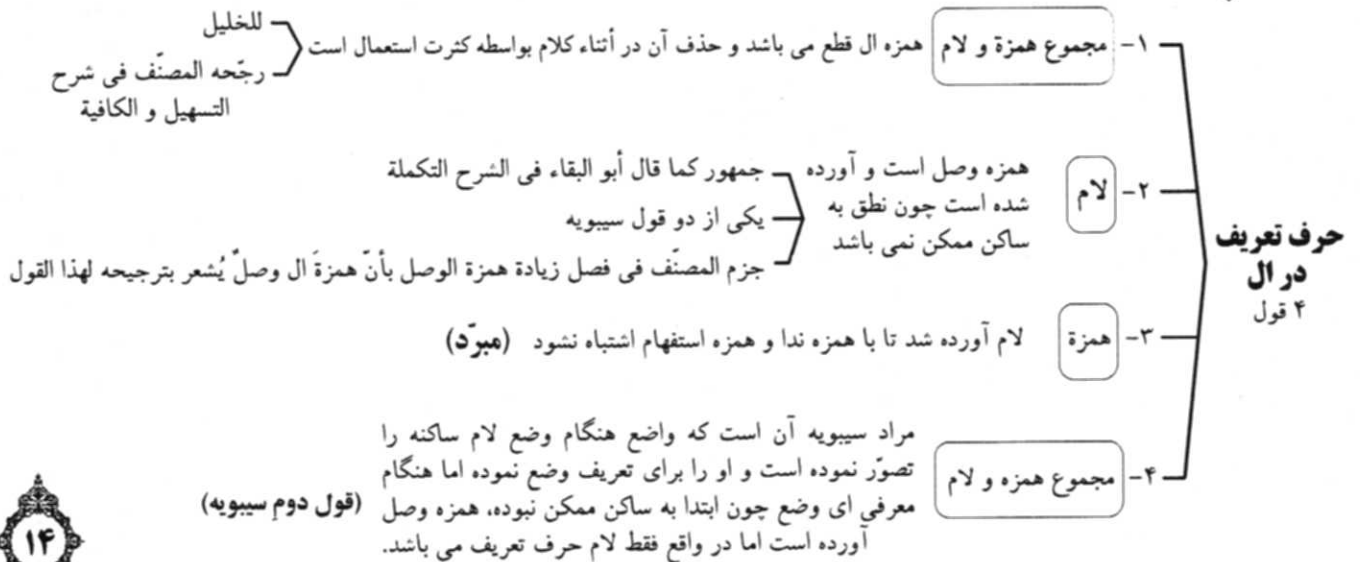 حرف تعریف
در ال
۴ قول
۱- مجموع همزة و لام
همزه ال قطع می باشد و حذف آن در أثناء کلام بواسطه کثرت استعمال است
للخلیل
رجّحه المصنّف فی شرح
التسهیل و الکافیة
۲- لام
همزه وصل است و آورده
شده است چون نطق به
ساکن ممکن نمی باشد
جمهور کما قال أبو البقاء فی الشرح التکملة
یکی از دو قول سیبویه
جزم المصنّف فی فصل زیادة همزة الوصل بأنّ همزةَ ال وصلٌ یُشعر بترجیحه لهذا القول
۳- همزة
لام آورده شد تا با همزه ندا و همزه استفهام اشتباه نشود (مبرّد)
۴- مجموع همزه و لام
مراد سیبویه آن است که واضع هنگام وضع لام ساکنه را
تصوّر نموده است و او را برای تعریف وضع نموده اما هنگام
معرفی ای وضع چون ابتدا به ساکن ممکن نبوده، همزه وصل
آورده است اما در واقع فقط لام حرف تعریف می باشد.
(قول دومِ سیبویه)
۱۴